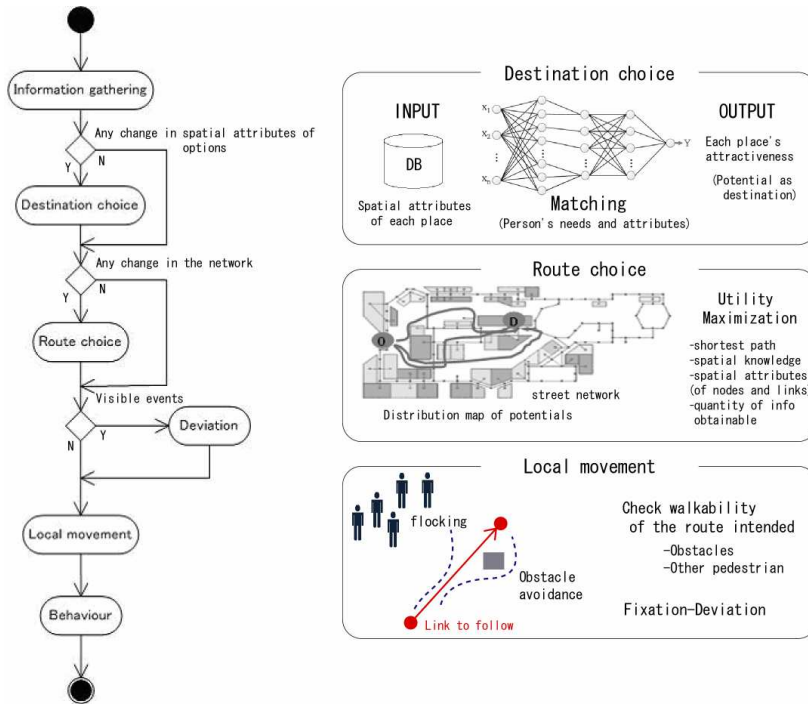 Information gathering
Any change in spatial attributes of
options
Y
N
Destination choice
Any change in the network
Y
N
Route choice
Visible events
N
Y
Deviation
Local movement
Behaviour
Destination choice
INPUT
DB
Spatial attributes
of each place
x1
x2
xn
Y
Matching
(Person's needs and attributes)
OUTPUT
Each place's
attractiveness
(Potential as
destination)
Route choice
O
D
street network
Distribution map of potentials
Utility
Maximization
-shortest path
-spatial knowledge
-spatial attributes
(of nodes and links)
-quantity of info
obtainable
Local movement
flocking
Obstacle
avoidance
Link to follow
Check walkability
of the route intended
-Obstacles
-Other pedestrian
Fixation-Deviation